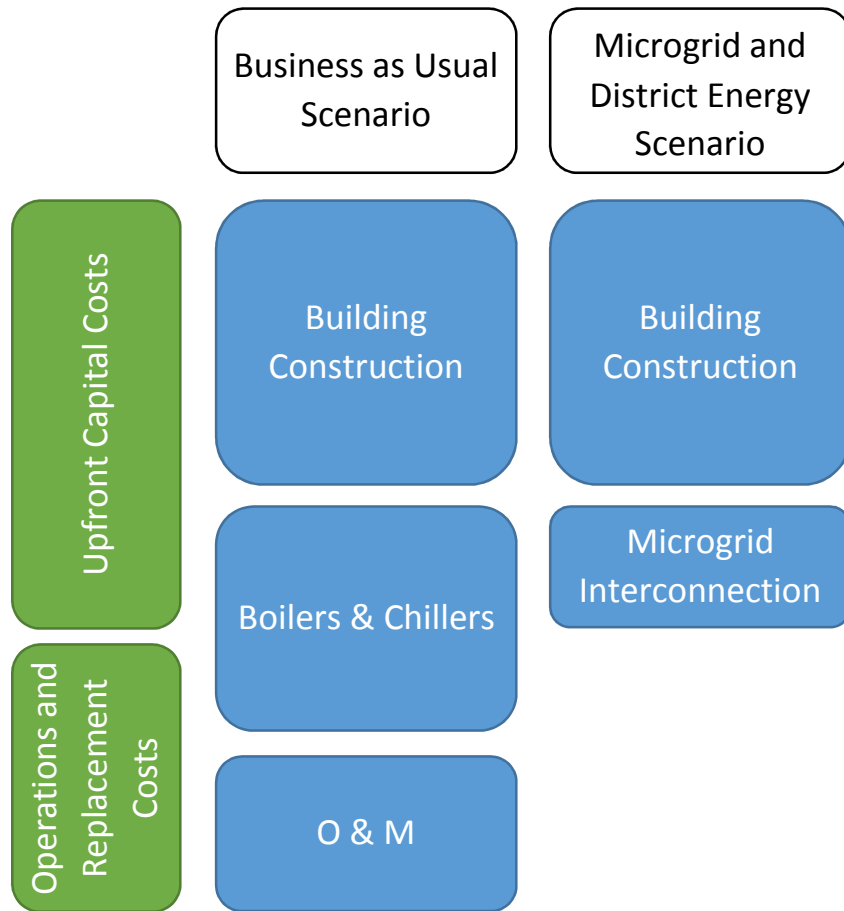 Business as Usual
Scenario
Microgrid and
District Energy
Scenario
Upfront Capital Costs
Building
Construction
Building
Construction
Boilers & Chillers
Microgrid
Interconnection
Operations and
Replacement
Costs
O & M